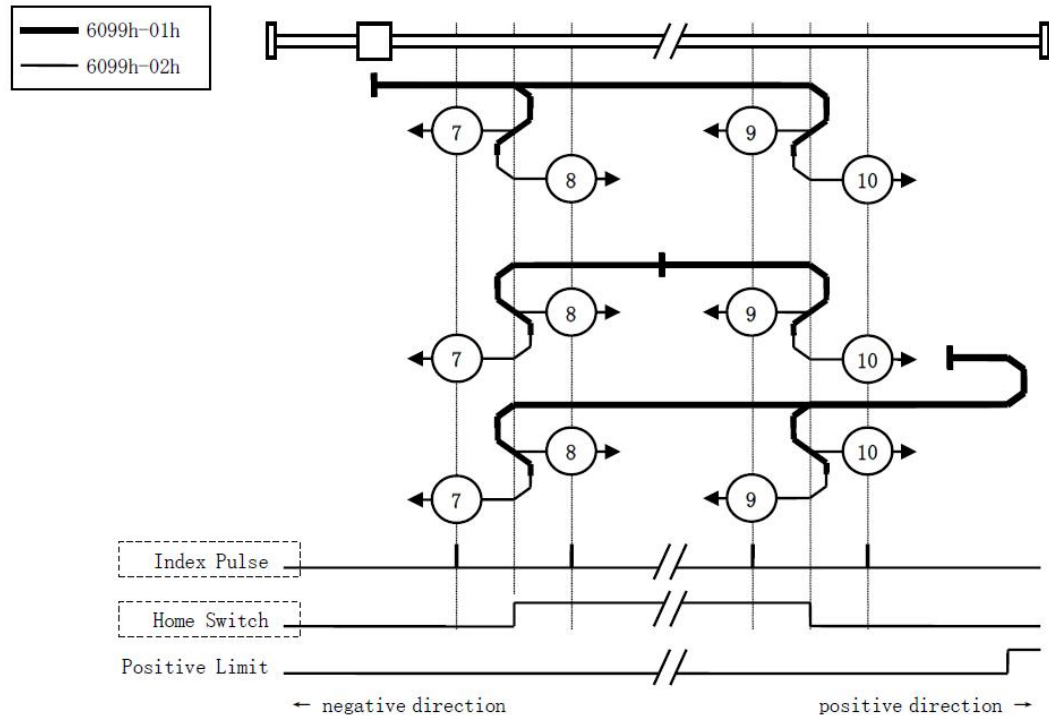 6099h-01h
6099h-02h
7
9
8
10
8
9
7
10
8
10
7
9
Index Pulse
Home Switch
Positive Limit
← negative direction
positive direction →